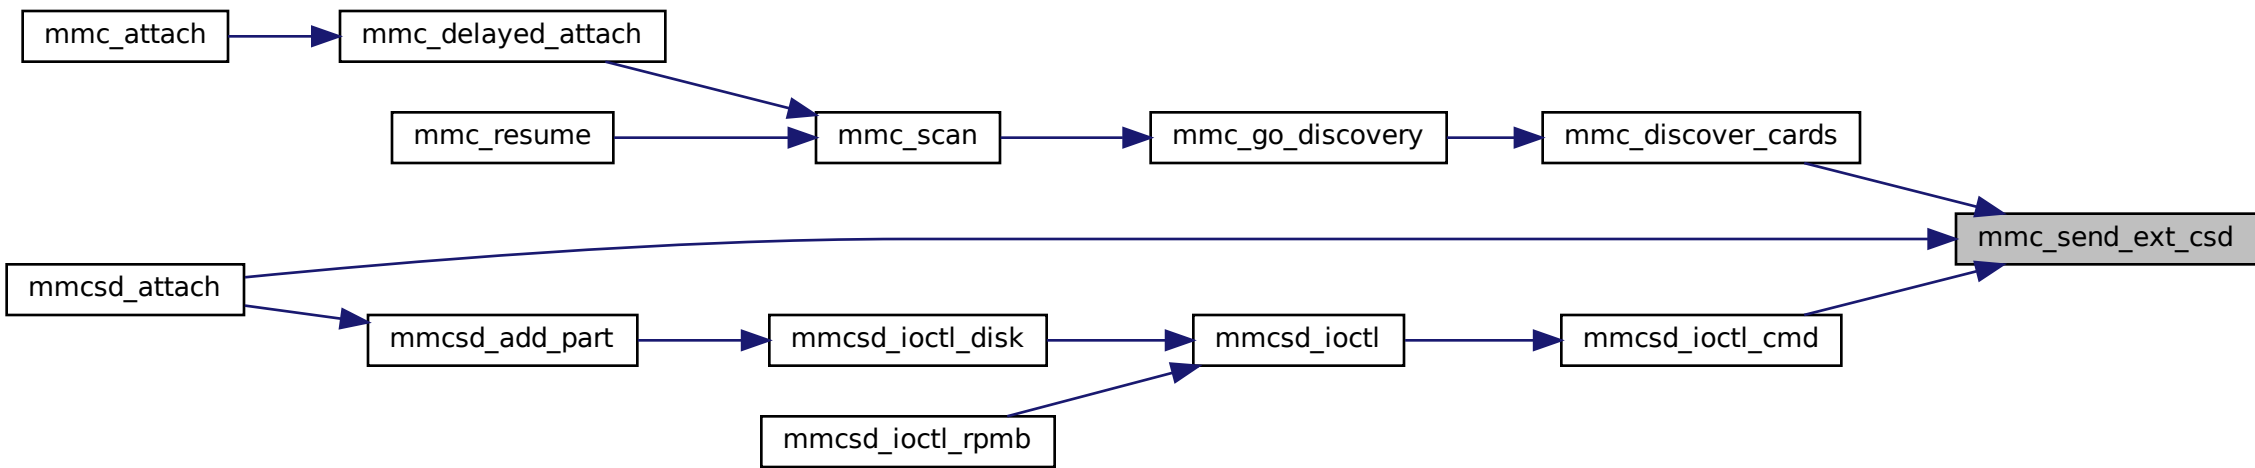 mmc_attach
mmc_delayed_attach
mmc_resume
mmc_scan
mmc_go_discovery
mmc_discover_cards
mmc_send_ext_csd
mmcsd_attach
mmcsd_add_part
mmcsd_ioctl_disk
mmcsd_ioctl
mmcsd_ioctl_cmd
mmcsd_ioctl_rpmb